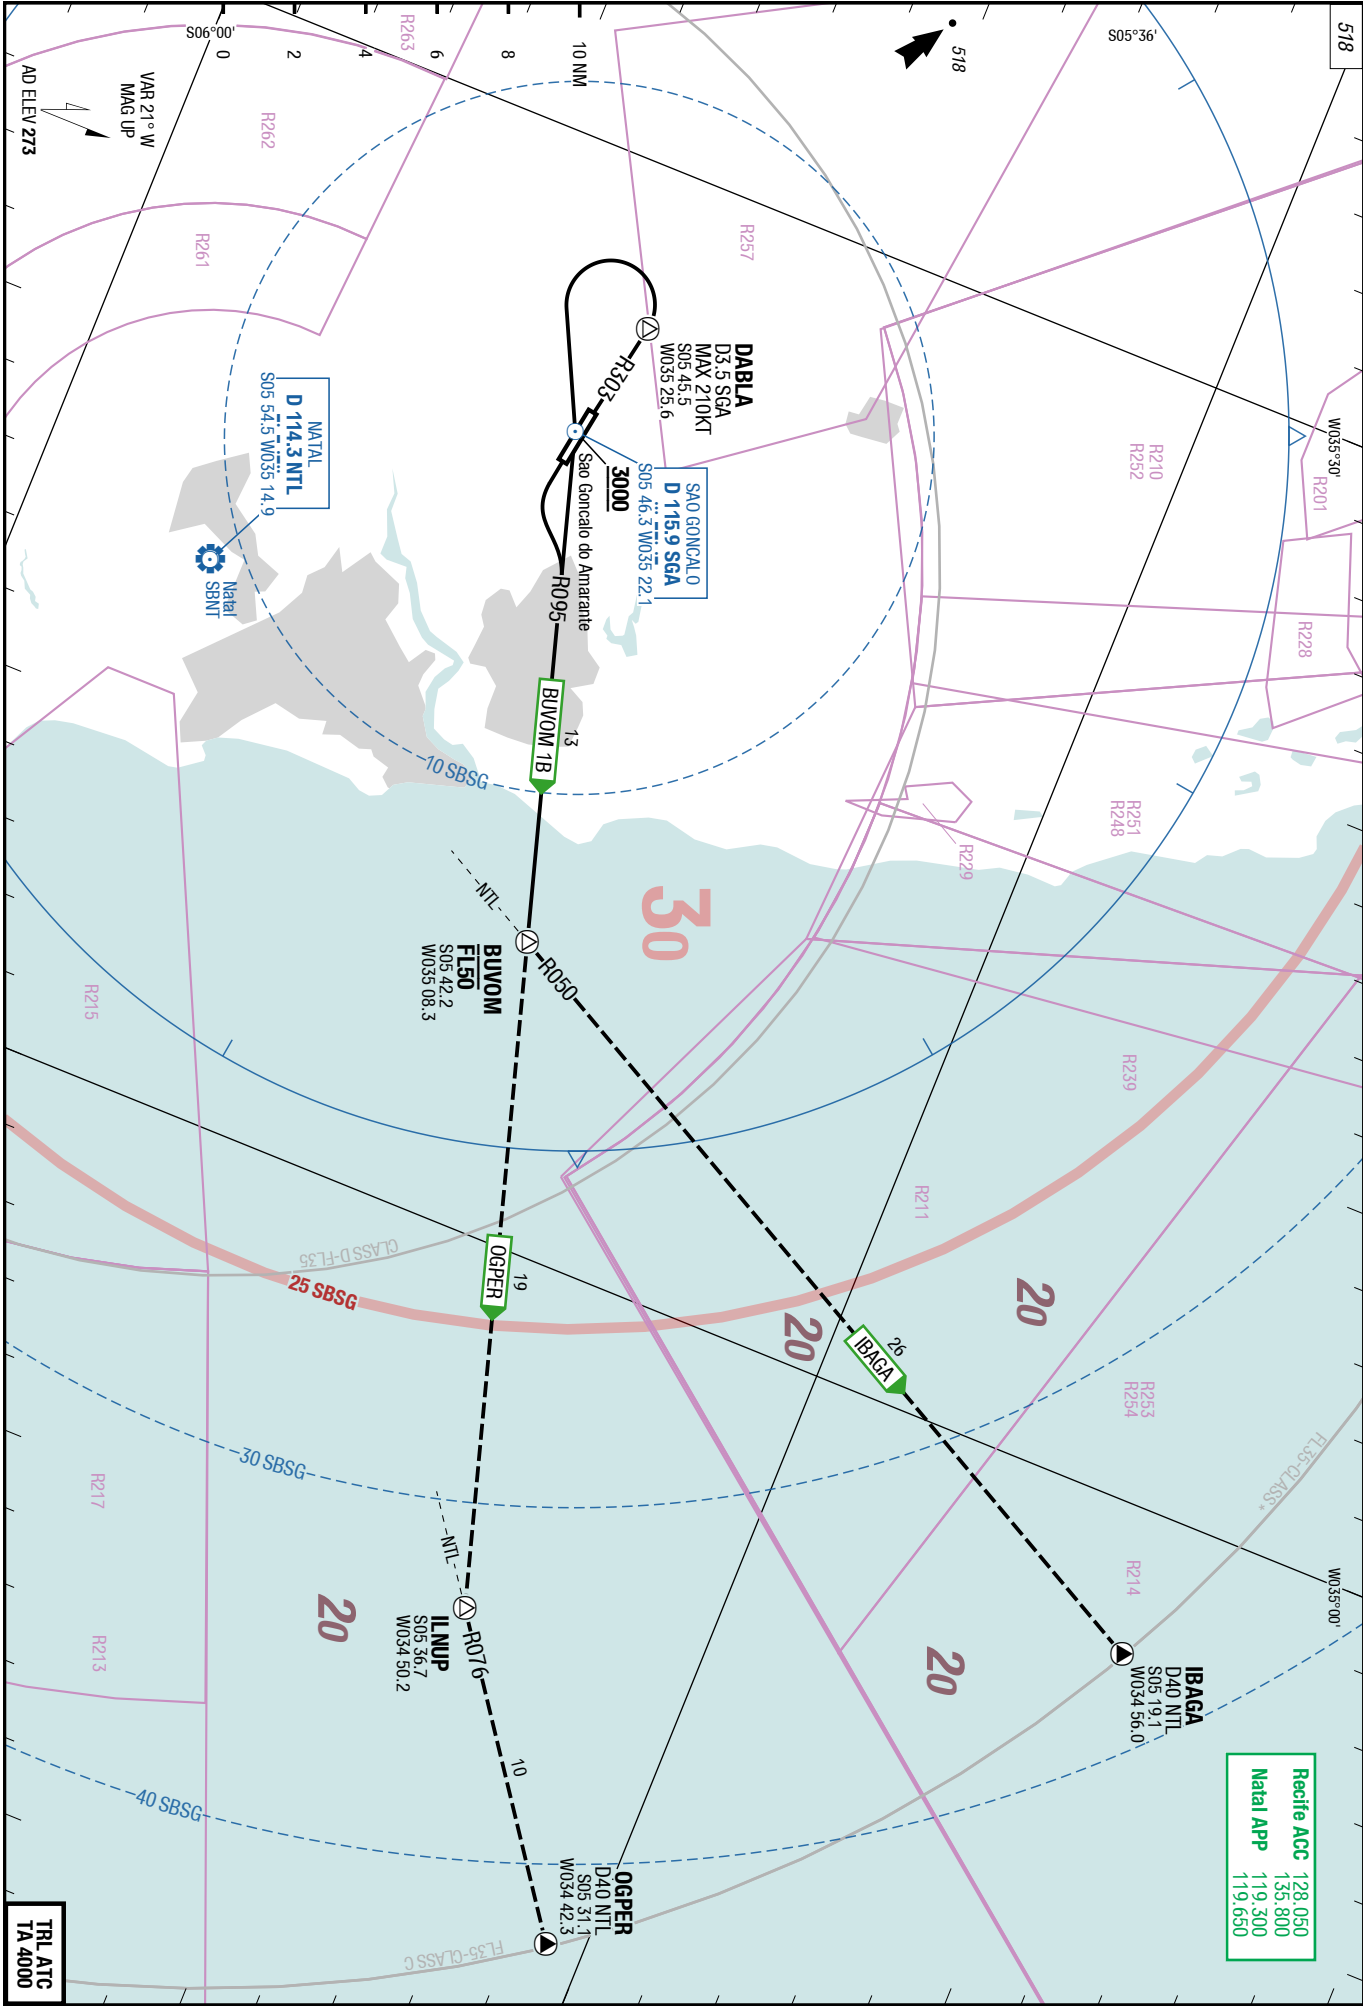 518
S05°36'
518
S06°00'
0
2
4
6
8
10 NM
VAR 21° W
MAG UP
AD ELEV 273
R263
R262
R261
R257
R210
R252
W035°30'
R201
R228
DABLA
D3.5 SGA
MAX 210KT
S05 45.5
W035 25.6
R303
SAO GONCALO
D 115.9 SGA
S05 46.3 W035 22.1
3000
Sao Goncalo do Amarante
NATAL
D 114.3 NTL
S05 54.5 W035 14.9
Natal
SBNT
R095
BUVOM 1B
13
10 SBSG
R251
R248
R229
30
NTL
BUVOM
FL50
S05 42.2
W035 08.3
R050
R215
R239
R211
CLASS D-FL35
25 SBSG
OGPER
19
20
20
IBAGA
26
R253
R254
FL35-CLASS *
30 SBSG
R217
NTL
ILNUP
S05 36.7
W034 50.2
R076
20
R213
R214
W035°00'
20
IBAGA
D40 NTL
S05 19.1
W034 56.0
10
40 SBSG
OGPER
D40 NTL
S05 31.1
W034 42.3
FL35-CLASS C
Recife ACC 128.050
135.800
Natal APP 119.300
119.650
TRL ATC
TA 4000